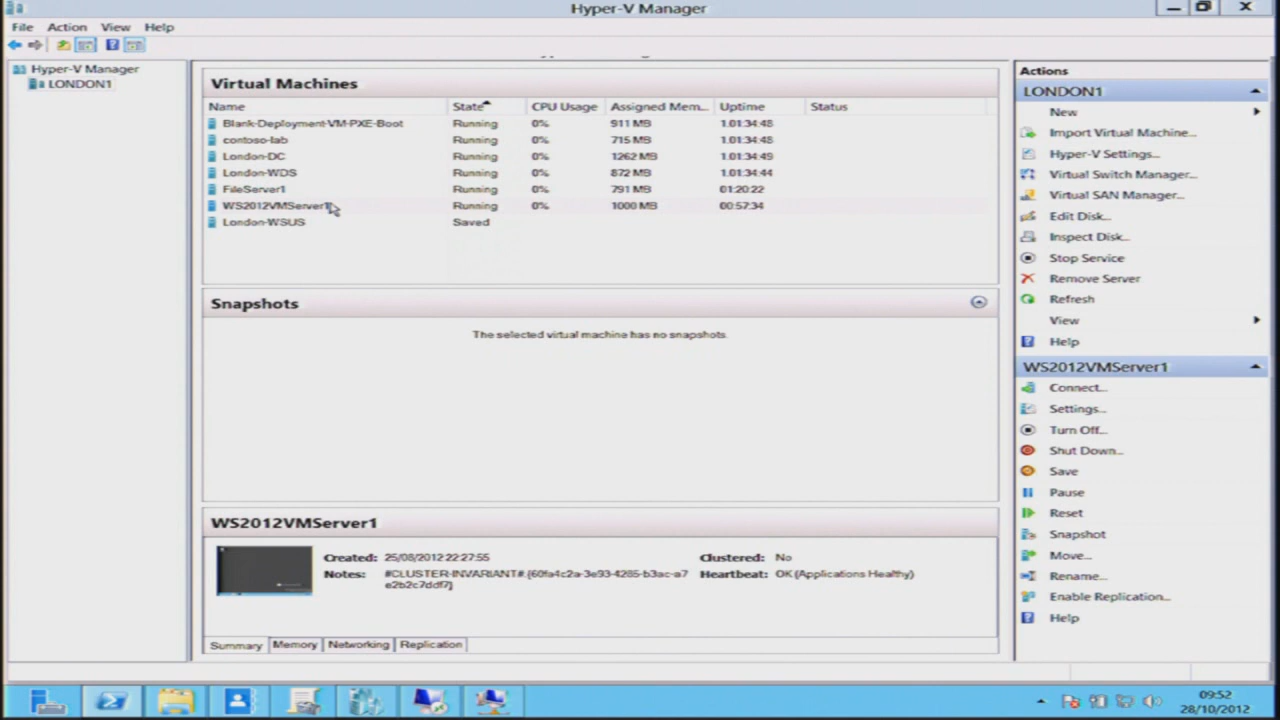 Hyper-V Manager
File Action View Help
Hyper-V Manager
LONDON1
Virtual Machines
Name State CPU Usage Assigned Mem... Uptime Status
Blank-Deployment-VM-PXE-Boot Running 0% 911 MB 1.01:34:48
contoso-lab Running 0% 715 MB 1.01:34:48
London-DC Running 0% 1262 MB 1.01:34:49
London-WDS Running 0% 872 MB 1.01:34:44
FileServer1 Running 0% 791 MB 01:20:22
WS2012VMServer1 Running 0% 1000 MB 00:57:34
London-WSUS Saved
Snapshots
The selected virtual machine has no snapshots.
WS2012VMServer1
Created: 25/08/2012 22:27:55 Clustered: No
Notes: #CLUSTER-INVARIANT#:{60fa4c2a-3e93-4285-b3ac-a7 Heartbeat: OK (Applications Healthy)
e2b2c7ddf7}
Summary Memory Networking Replication
Actions
LONDON1
New
Import Virtual Machine...
Hyper-V Settings...
Virtual Switch Manager...
Virtual SAN Manager...
Edit Disk...
Inspect Disk...
Stop Service
Remove Server
Refresh
View
Help
WS2012VMServer1
Connect...
Settings...
Turn Off...
Shut Down...
Save
Pause
Reset
Snapshot
Move...
Rename...
Enable Replication...
Help
09:52
28/10/2012